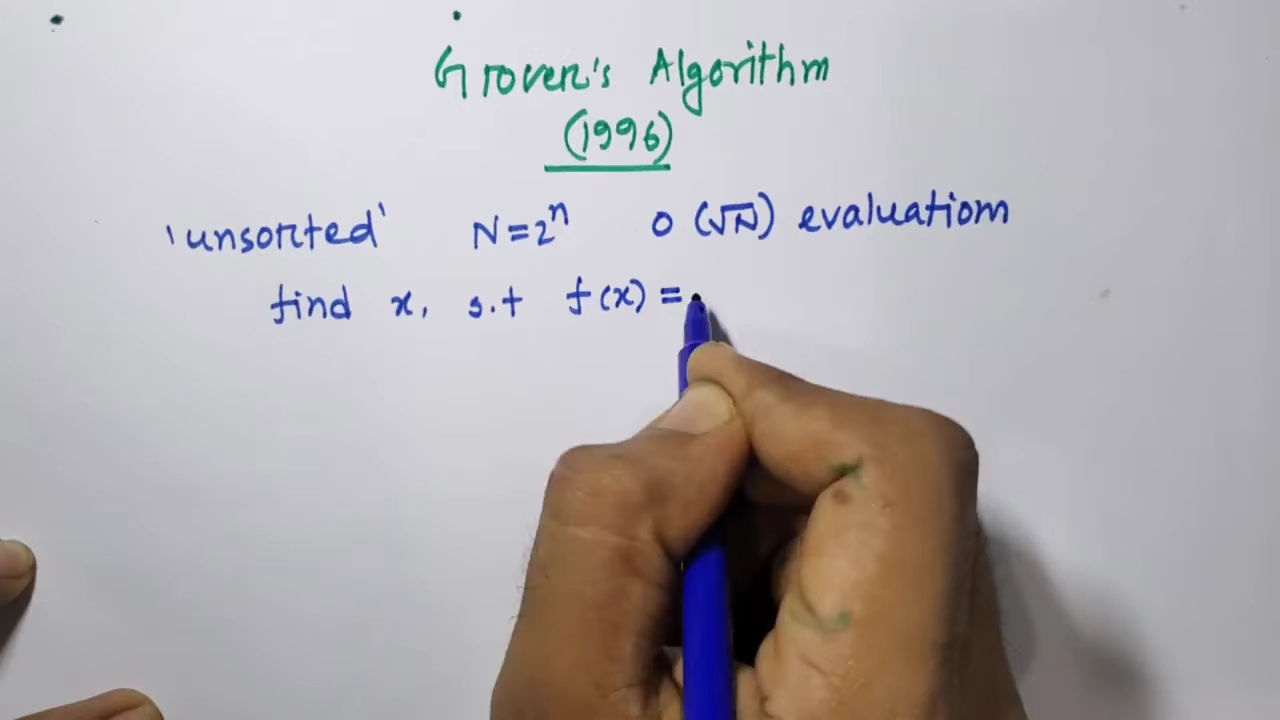 Grover's Algorithm
(1996)
'unsorted' N=2^n O(√N) evaluation
find x, s.t f(x) =